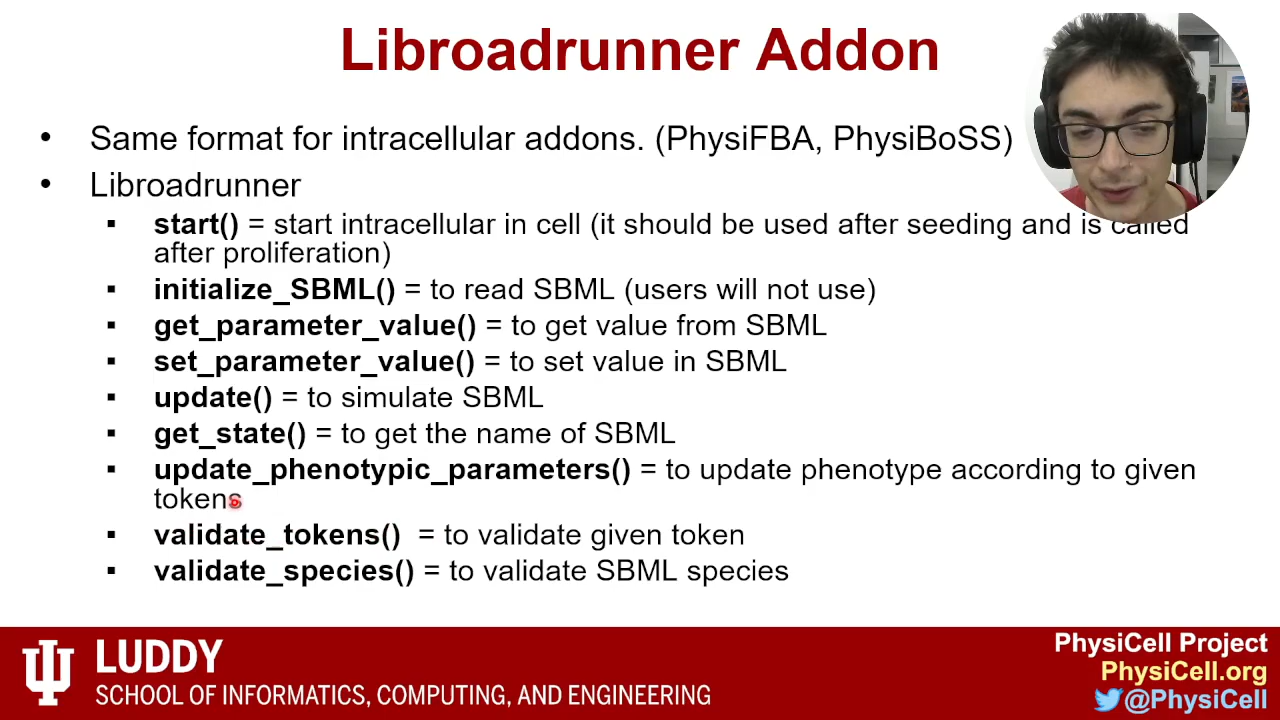 Libroadrunner Addon
• Same format for intracellular addons. (PhysiFBA, PhysiBoSS)
• Libroadrunner
▪ start() = start intracellular in cell (it should be used after seeding and is called
after proliferation)
▪ initialize_SBML() = to read SBML (users will not use)
▪ get_parameter_value() = to get value from SBML
▪ set_parameter_value() = to set value in SBML
▪ update() = to simulate SBML
▪ get_state() = to get the name of SBML
▪ update_phenotypic_parameters() = to update phenotype according to given
tokens
▪ validate_tokens()  = to validate given token
▪ validate_species() = to validate SBML species
LUDDY
SCHOOL OF INFORMATICS, COMPUTING, AND ENGINEERING
PhysiCell Project
PhysiCell.org
@PhysiCell